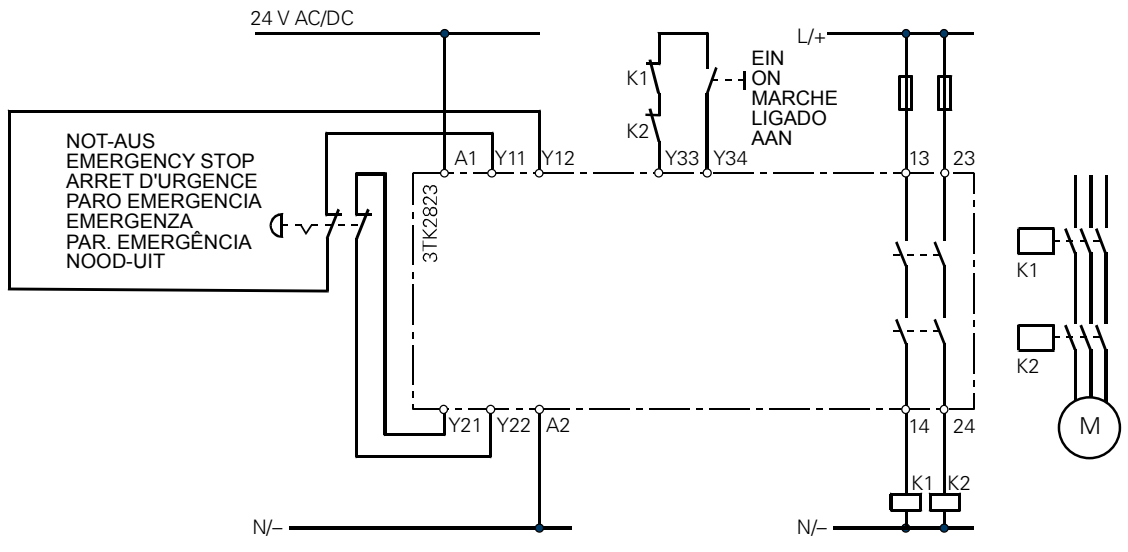 24 V AC/DC
L/+
K1
K2
EIN
ON
MARCHE
LIGADO
AAN
NOT-AUS
EMERGENCY STOP
ARRET D'URGENCE
PARO EMERGENCIA
EMERGENZA
PAR. EMERGÊNCIA
NOOD-UIT
A1
Y11
Y12
Y33
Y34
13
23
3TK2823
K1
K2
M
Y21
Y22
A2
14
24
K1
K2
N/–
N/–